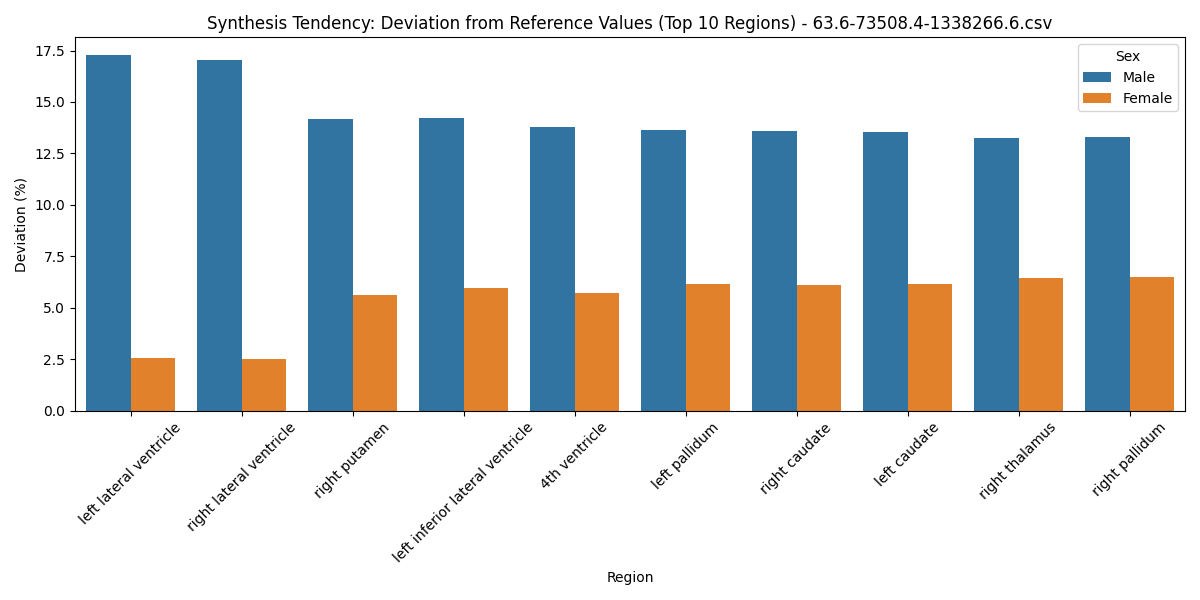 Synthesis Tendency: Deviation from Reference Values (Top 10 Regions) - 63.6-73508.4-1338266.6.csv
Sex
Male
Female
Deviation (%)
17.5
15.0
12.5
10.0
7.5
5.0
2.5
0.0
left lateral ventricle
right lateral ventricle
right putamen
left inferior lateral ventricle
4th ventricle
left pallidum
right caudate
left caudate
right thalamus
right pallidum
Region